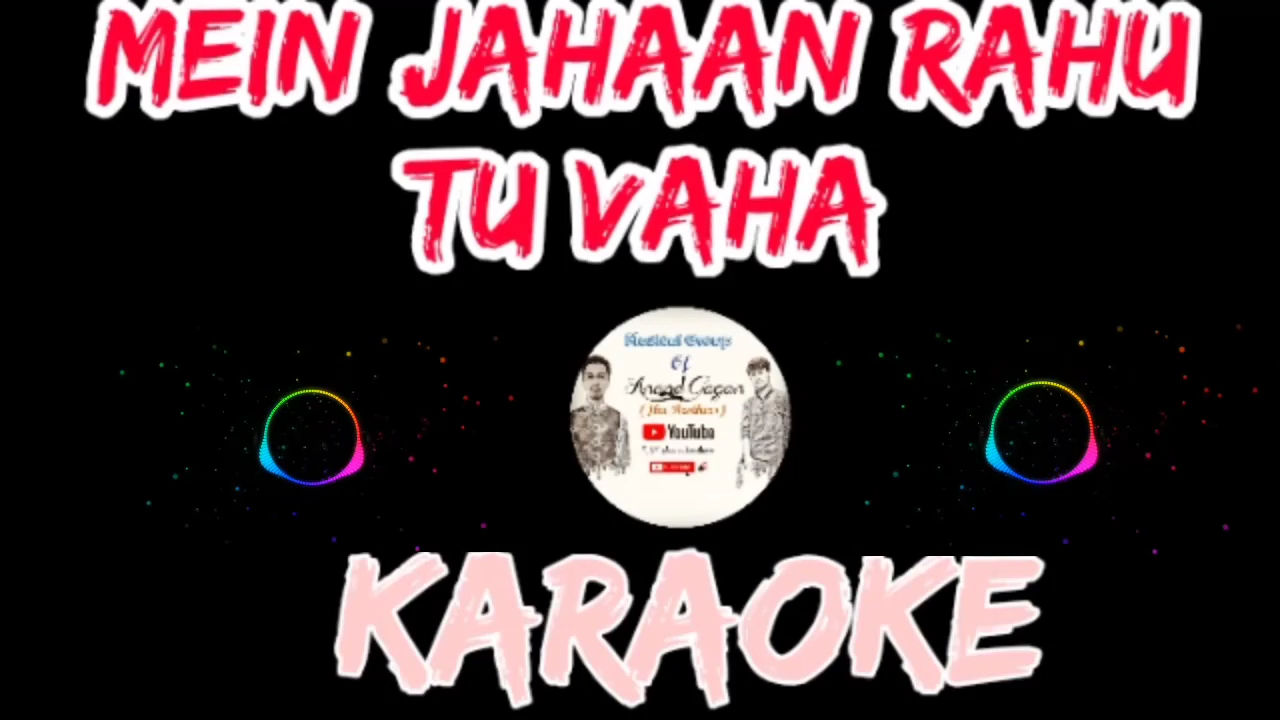 MEIN JAHAAN RAHU
TU VAHA
Musical Group
Of
Anand Gagan
YouTube
KARAOKE